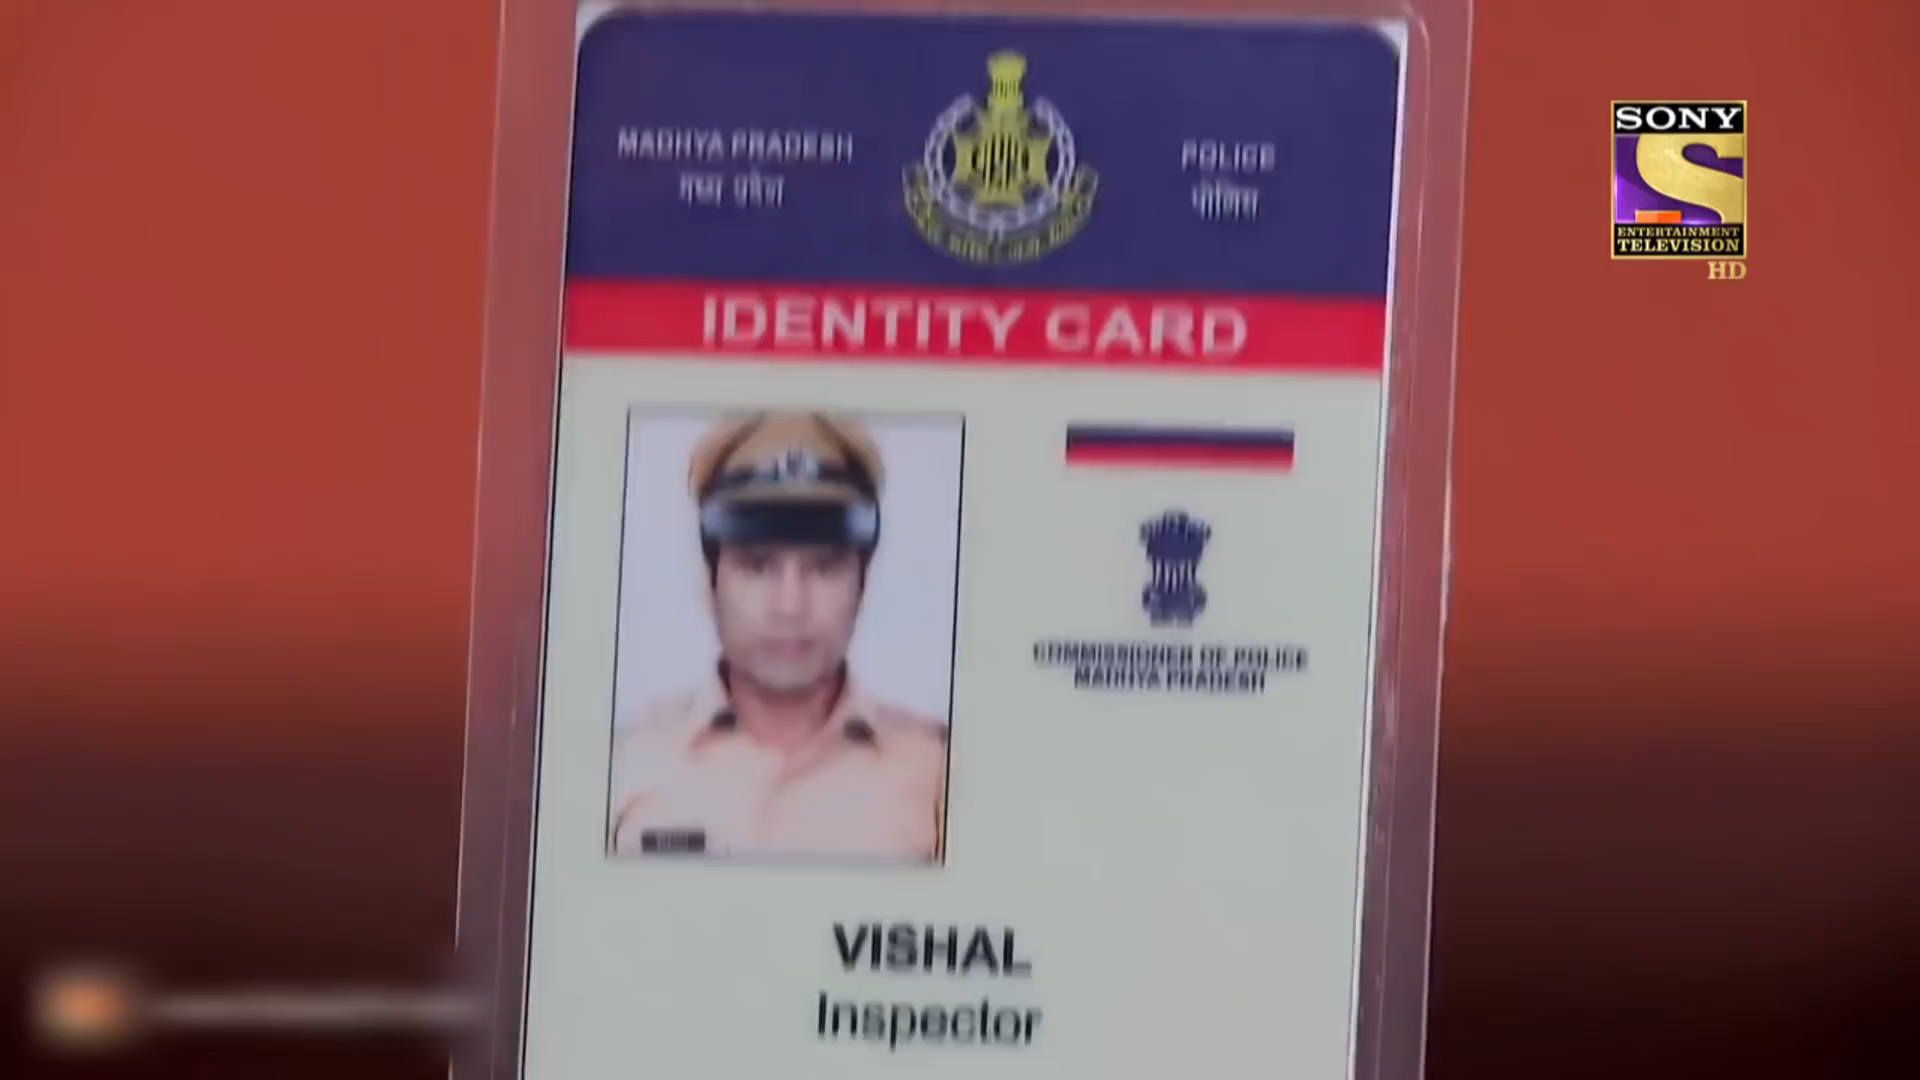 MADHYA PRADESH
मध्य प्रदेश
POLICE
पोलिस
IDENTITY CARD
COMMISSIONER OF POLICE
MADHYA PRADESH
VISHAL
Inspector
SONY
ENTERTAINMENT
TELEVISION
HD